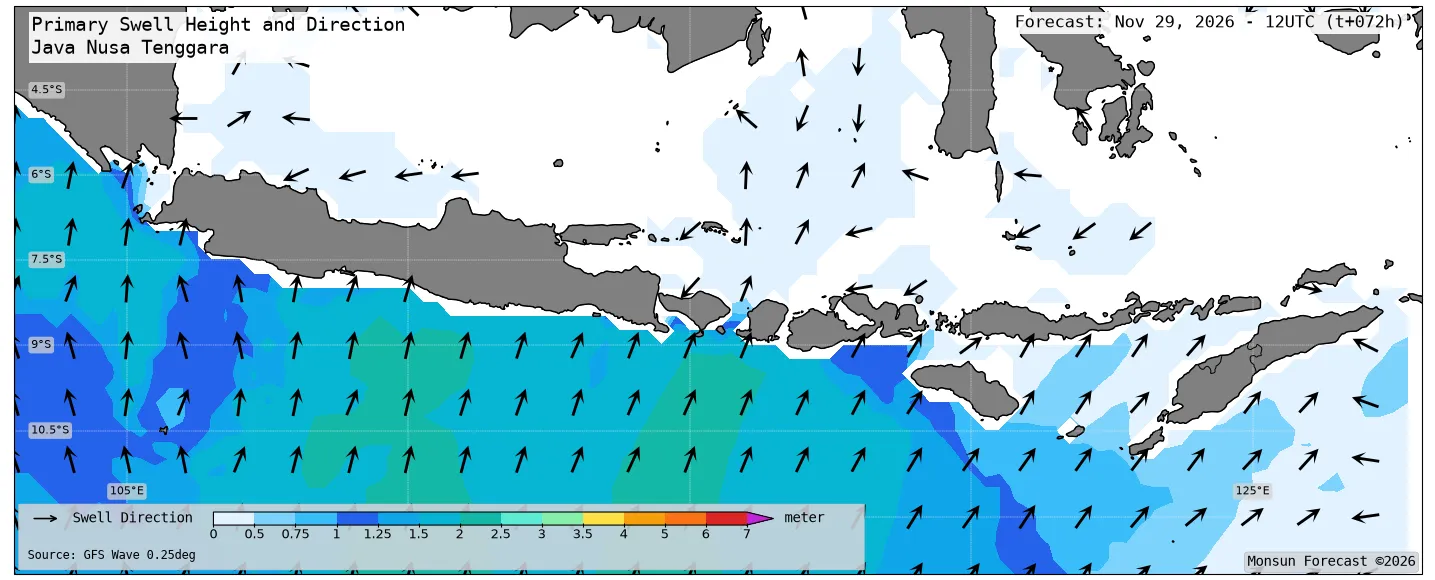 Primary Swell Height and Direction
Java Nusa Tenggara
Forecast: Nov 29, 2026 - 12UTC (t+072h)
4.5°S
6°S
7.5°S
9°S
10.5°S
105°E
125°E
Swell Direction
0 0.5 0.75 1 1.25 1.5 2 2.5 3 3.5 4 5 6 7
meter
Source: GFS Wave 0.25deg
Monsun Forecast ©2026